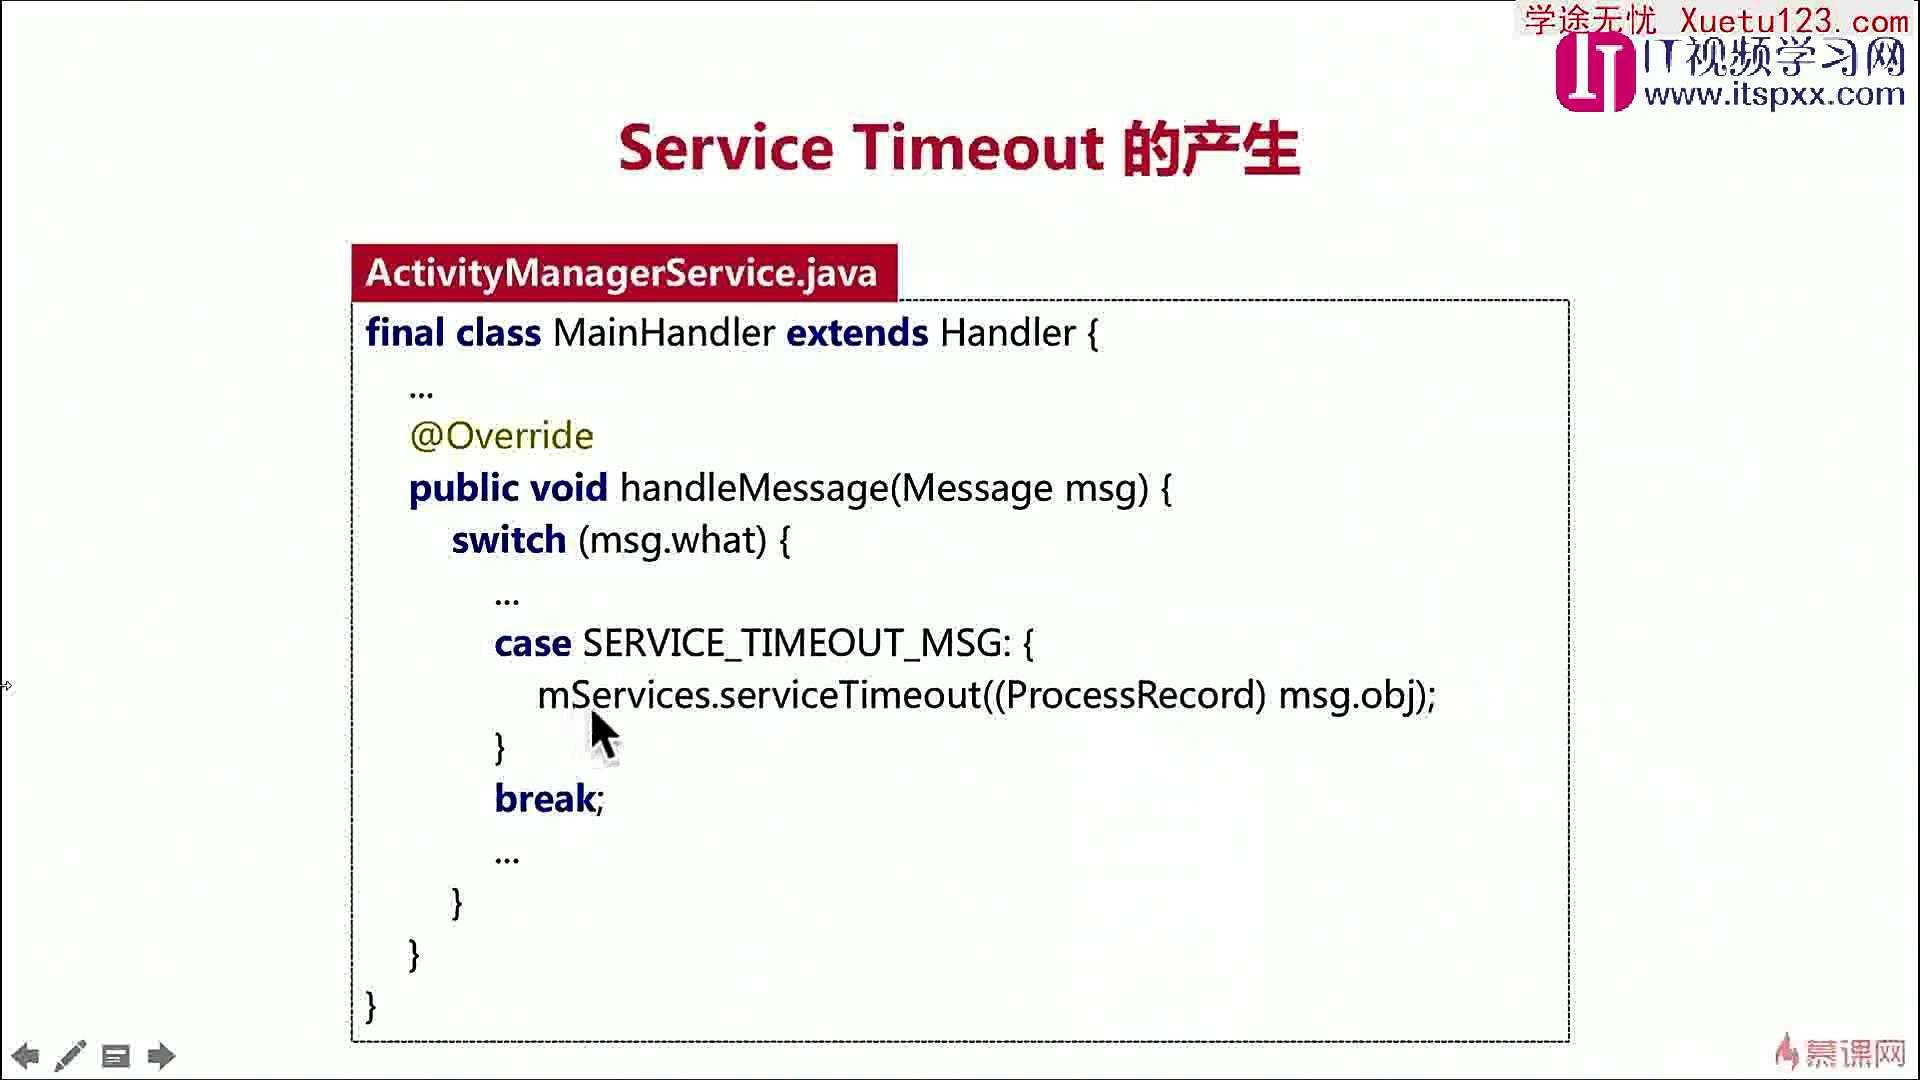 学途无忧 Xuetu123.com
IT视频学习网
www.itspxx.com
Service Timeout 的产生
ActivityManagerService.java
final class MainHandler extends Handler {
...
@Override
public void handleMessage(Message msg) {
switch (msg.what) {
...
case SERVICE_TIMEOUT_MSG: {
mServices.serviceTimeout((ProcessRecord) msg.obj);
}
break;
...
}
}
}
慕课网